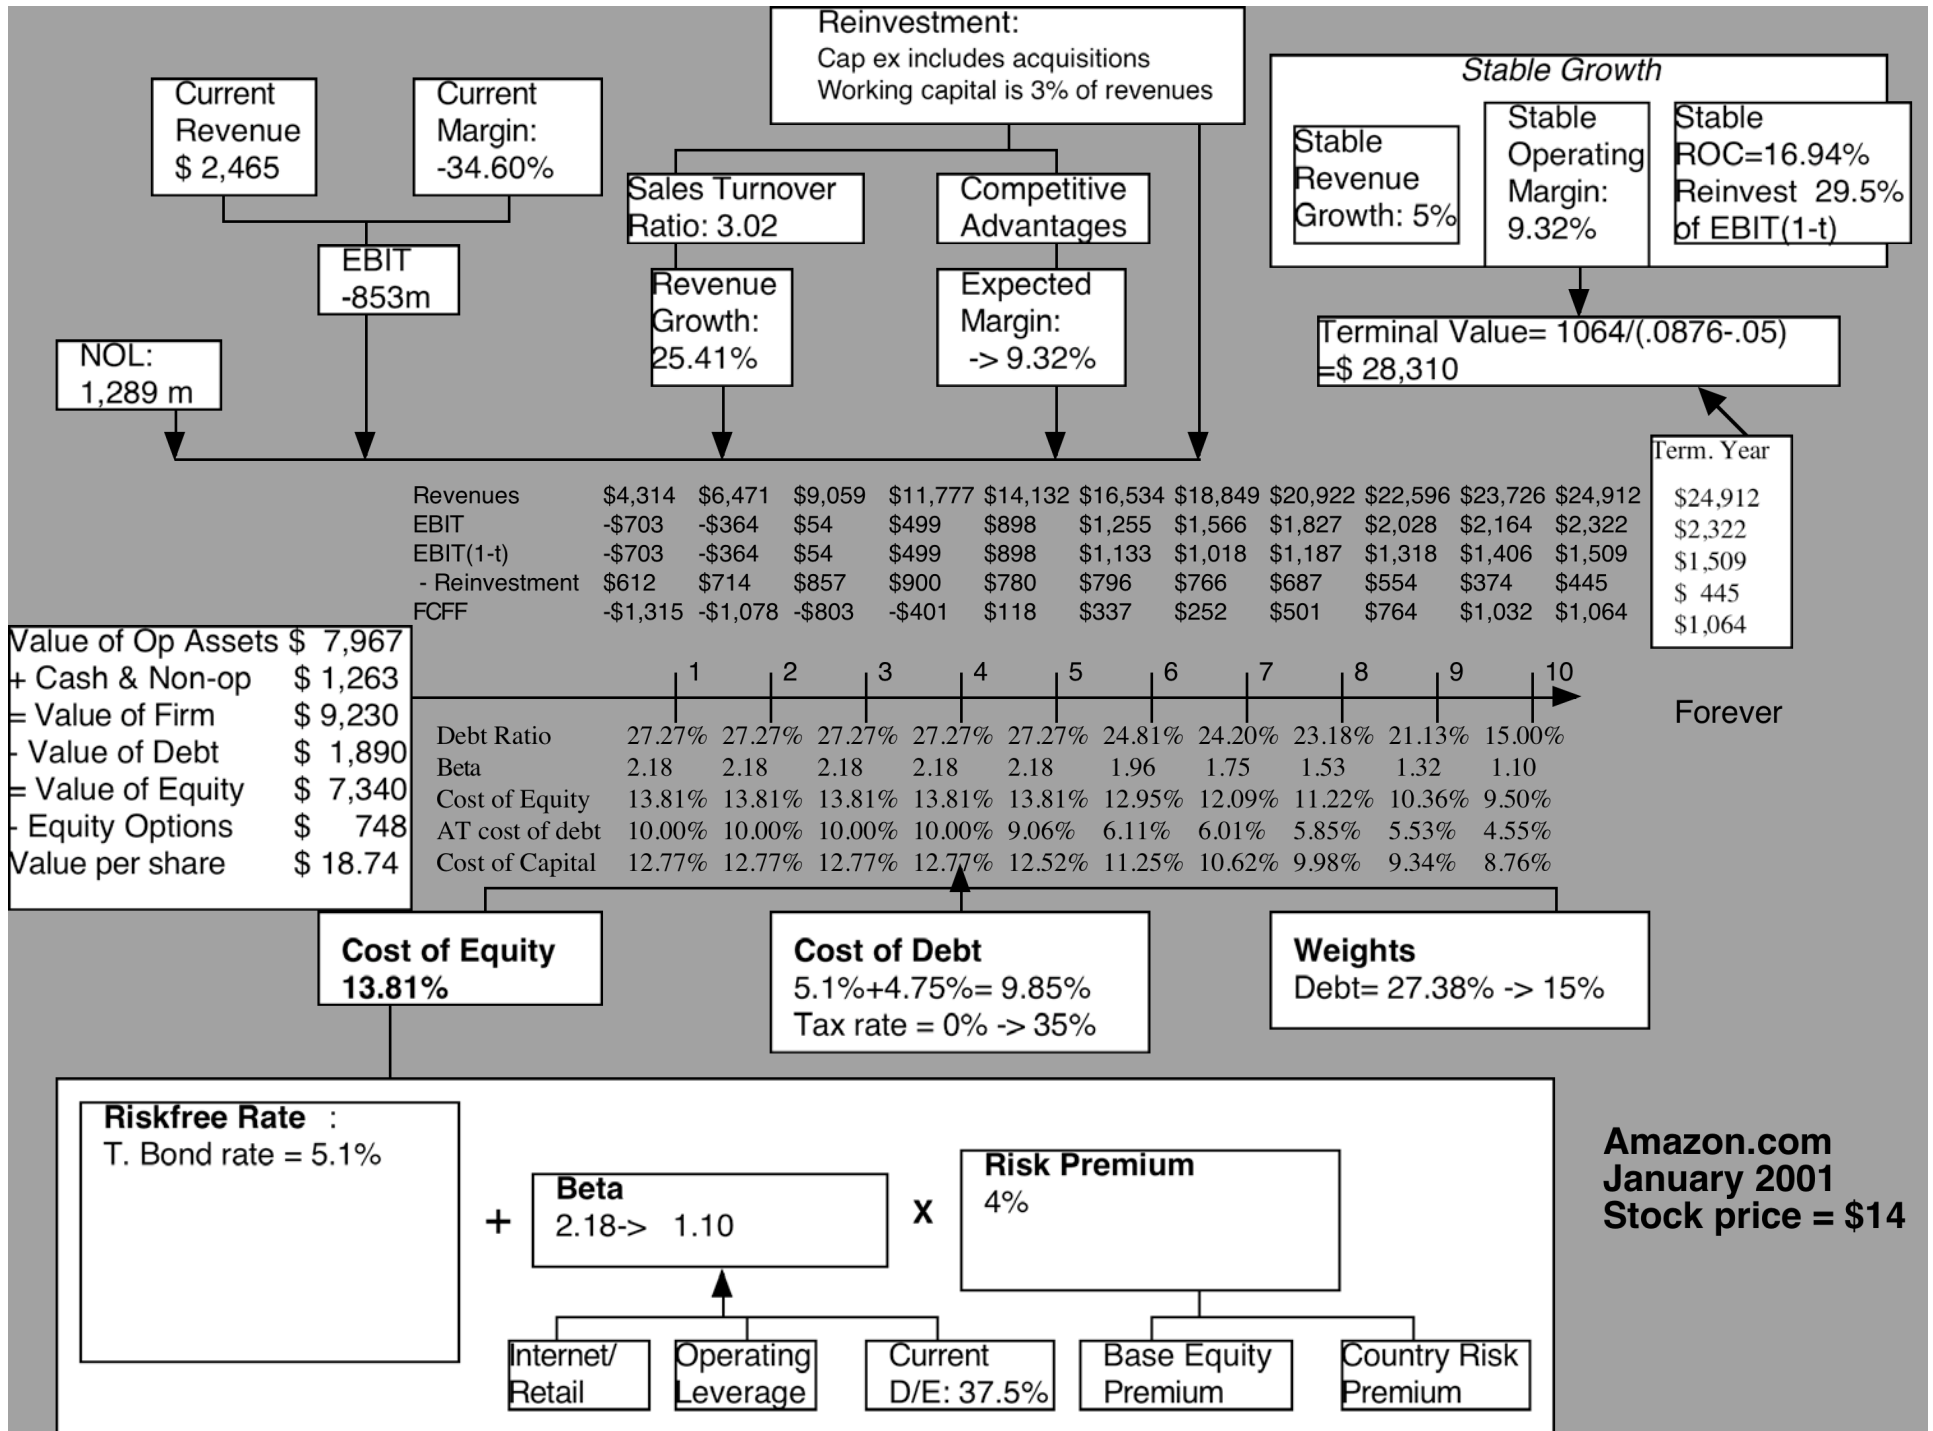 Reinvestment:
Cap ex includes acquisitions
Working capital is 3% of revenues
Current
Revenue
$ 2,465
Current
Margin:
-34.60%
Stable Growth
Stable
Revenue
Growth: 5%
Stable
Operating
Margin:
9.32%
Stable
ROC=16.94%
Reinvest 29.5%
of EBIT(1-t)
Sales Turnover
Ratio: 3.02
Competitive
Advantages
EBIT
-853m
Revenue
Growth:
25.41%
Expected
Margin:
-> 9.32%
NOL:
1,289 m
Terminal Value= 1064/(.0876-.05)
=$ 28,310
Term. Year
$24,912
$2,322
$1,509
$ 445
$1,064
Revenues $4,314 $6,471 $9,059 $11,777 $14,132 $16,534 $18,849 $20,922 $22,596 $23,726 $24,912
EBIT -$703 -$364 $54 $499 $898 $1,255 $1,566 $1,827 $2,028 $2,164 $2,322
EBIT(1-t) -$703 -$364 $54 $499 $898 $1,133 $1,018 $1,187 $1,318 $1,406 $1,509
- Reinvestment $612 $714 $857 $900 $780 $796 $766 $687 $554 $374 $445
FCFF -$1,315 -$1,078 -$803 -$401 $118 $337 $252 $501 $764 $1,032 $1,064
Value of Op Assets $ 7,967
+ Cash & Non-op $ 1,263
= Value of Firm $ 9,230
- Value of Debt $ 1,890
= Value of Equity $ 7,340
- Equity Options $ 748
Value per share $ 18.74
1 2 3 4 5 6 7 8 9 10
Forever
Debt Ratio 27.27% 27.27% 27.27% 27.27% 27.27% 24.81% 24.20% 23.18% 21.13% 15.00%
Beta 2.18 2.18 2.18 2.18 2.18 1.96 1.75 1.53 1.32 1.10
Cost of Equity 13.81% 13.81% 13.81% 13.81% 13.81% 12.95% 12.09% 11.22% 10.36% 9.50%
AT cost of debt 10.00% 10.00% 10.00% 10.00% 9.06% 6.11% 6.01% 5.85% 5.53% 4.55%
Cost of Capital 12.77% 12.77% 12.77% 12.77% 12.52% 11.25% 10.62% 9.98% 9.34% 8.76%
Cost of Equity
13.81%
Cost of Debt
5.1%+4.75%= 9.85%
Tax rate = 0% -> 35%
Weights
Debt= 27.38% -> 15%
Riskfree Rate :
T. Bond rate = 5.1%
+
Beta
2.18-> 1.10
X
Risk Premium
4%
Internet/
Retail
Operating
Leverage
Current
D/E: 37.5%
Base Equity
Premium
Country Risk
Premium
Amazon.com
January 2001
Stock price = $14